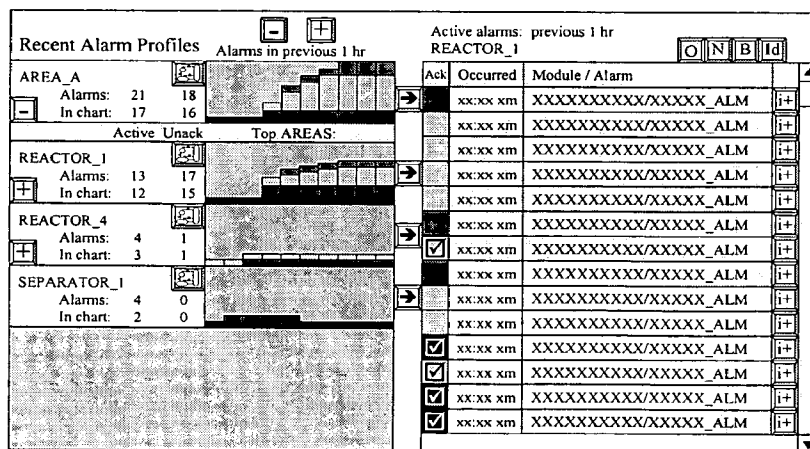 Recent Alarm Profiles
- +
Alarms in previous 1 hr
AREA_A
Alarms: 21 18
In chart: 17 16
-
Active Unack Top AREAS:
REACTOR_1
Alarms: 13 17
In chart: 12 15
+
REACTOR_4
Alarms: 4 1
In chart: 3 1
+
SEPARATOR_1
Alarms: 4 0
In chart: 2 0
Active alarms: previous 1 hr
REACTOR_1
O N B Id
Ack Occurred Module / Alarm
xx:xx xm XXXXXXXXXX/XXXXX_ALM i+
xx:xx xm XXXXXXXXXX/XXXXX_ALM i+
xx:xx xm XXXXXXXXXX/XXXXX_ALM i+
xx:xx xm XXXXXXXXXX/XXXXX_ALM i+
xx:xx xm XXXXXXXXXX/XXXXX_ALM i+
xx:xx xm XXXXXXXXXX/XXXXX_ALM i+
xx:xx xm XXXXXXXXXX/XXXXX_ALM i+
xx:xx xm XXXXXXXXXX/XXXXX_ALM i+
xx:xx xm XXXXXXXXXX/XXXXX_ALM i+
xx:xx xm XXXXXXXXXX/XXXXX_ALM i+
xx:xx xm XXXXXXXXXX/XXXXX_ALM i+
xx:xx xm XXXXXXXXXX/XXXXX_ALM i+
xx:xx xm XXXXXXXXXX/XXXXX_ALM i+
xx:xx xm XXXXXXXXXX/XXXXX_ALM i+